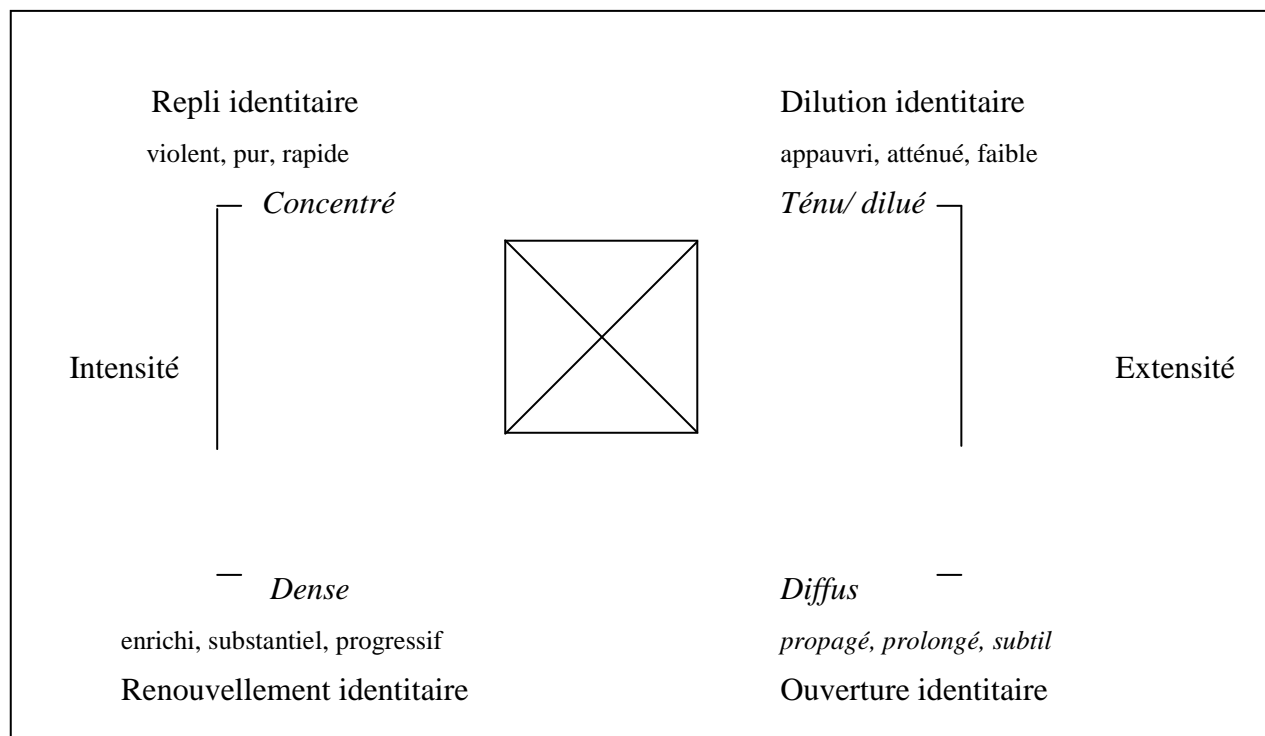 Repli identitaire
Dilution identitaire
violent, pur, rapide
appauvri, atténué, faible
Concentré
Ténu/ dilué
Intensité
Extensité
Dense
Diffus
enrichi, substantiel, progressif
propagé, prolongé, subtil
Renouvellement identitaire
Ouverture identitaire